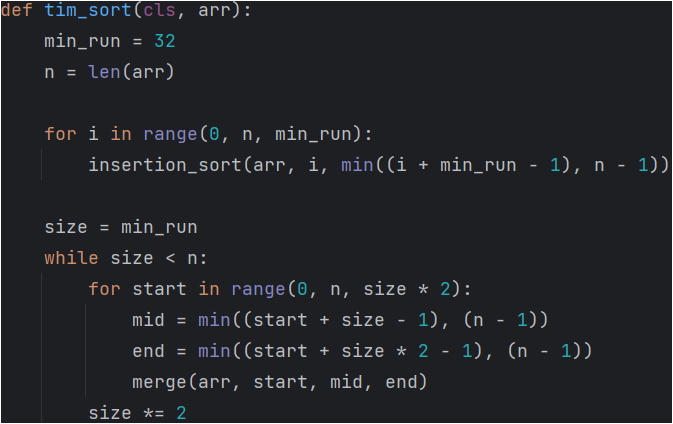 def tim_sort(cls, arr):
    min_run = 32
    n = len(arr)

    for i in range(0, n, min_run):
        insertion_sort(arr, i, min((i + min_run - 1), n - 1))

    size = min_run
    while size < n:
        for start in range(0, n, size * 2):
            mid = min((start + size - 1), (n - 1))
            end = min((start + size * 2 - 1), (n - 1))
            merge(arr, start, mid, end)
        size *= 2